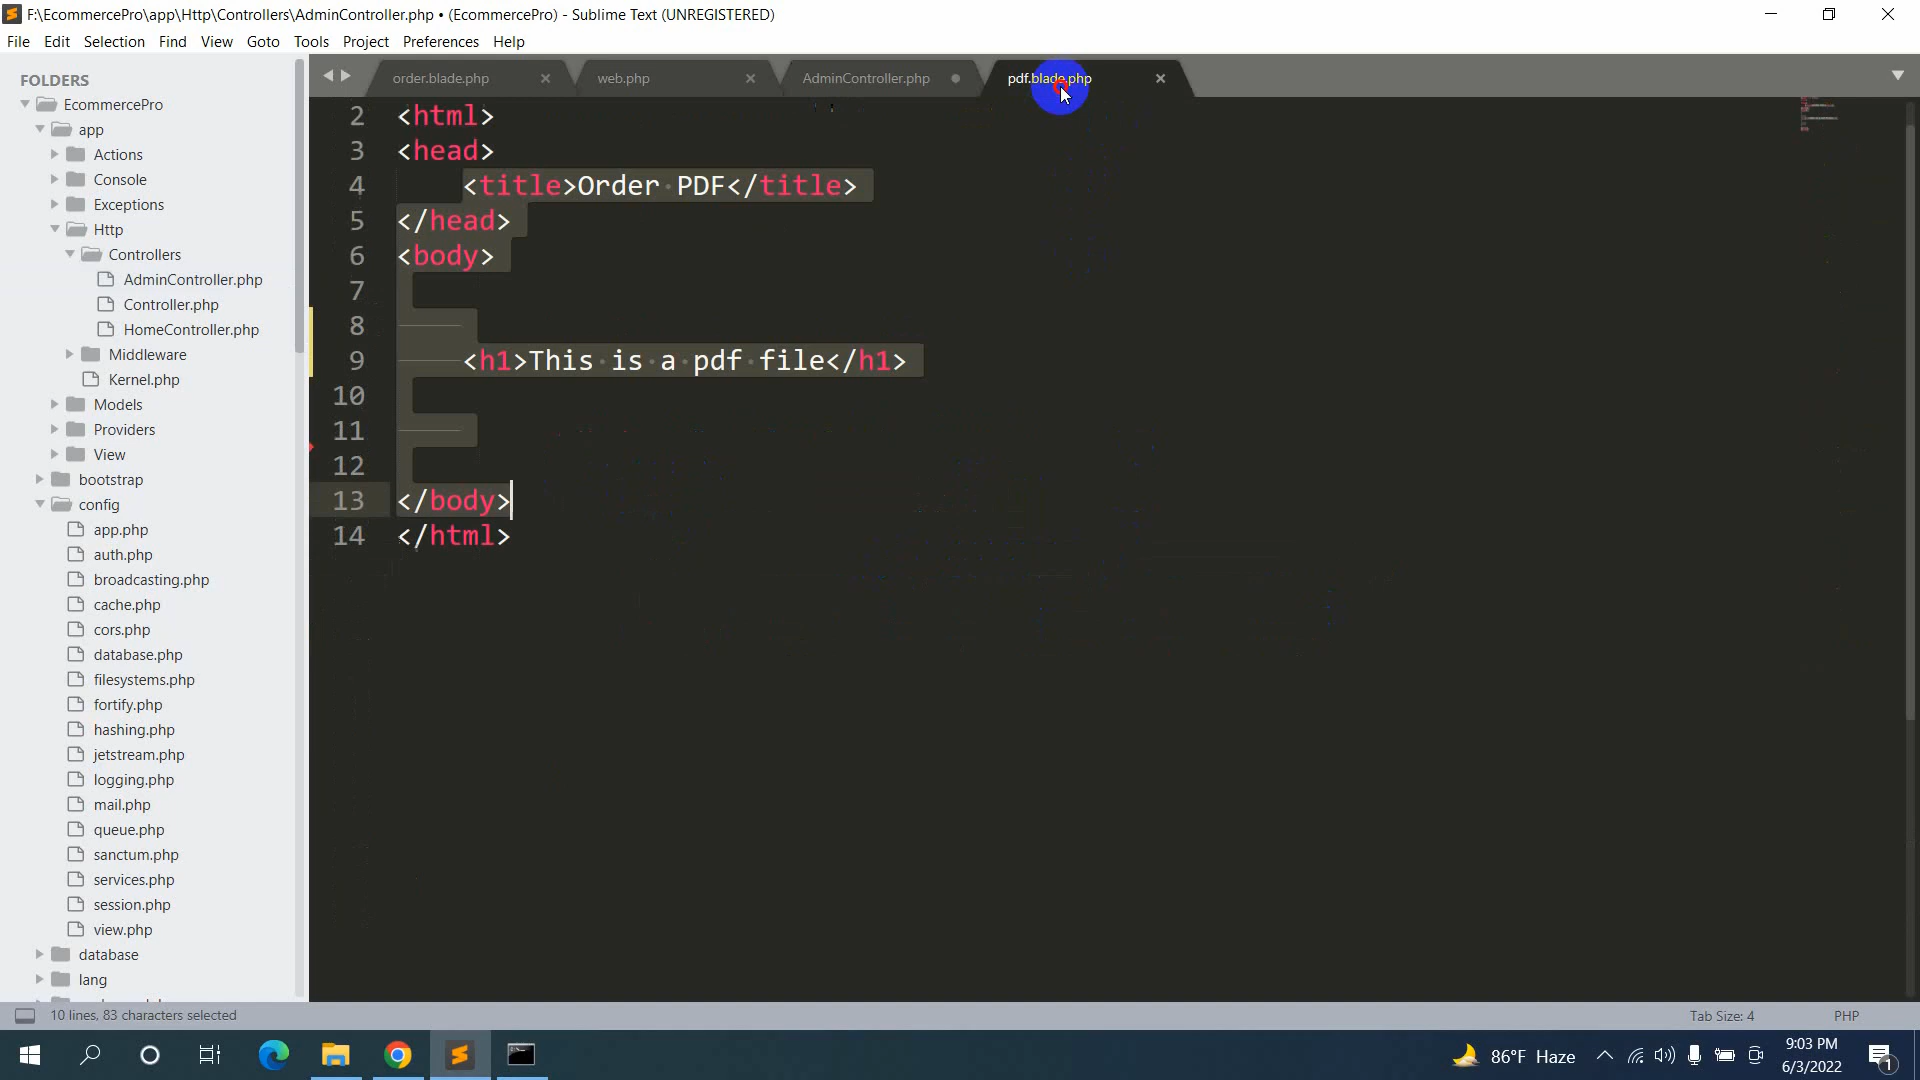 F:\EcommercePro\app\Http\Controllers\AdminController.php • (EcommercePro) - Sublime Text (UNREGISTERED)
File Edit Selection Find View Goto Tools Project Preferences Help
FOLDERS
EcommercePro
app
Actions
Console
Exceptions
Http
Controllers
AdminController.php
Controller.php
HomeController.php
Middleware
Kernel.php
Models
Providers
View
bootstrap
config
app.php
auth.php
broadcasting.php
cache.php
cors.php
database.php
filesystems.php
fortify.php
hashing.php
jetstream.php
logging.php
mail.php
queue.php
sanctum.php
services.php
session.php
view.php
database
lang
order.blade.php web.php AdminController.php pdf.blade.php
2 <html>
3 <head>
4 <title>Order PDF</title>
5 </head>
6 <body>
7
8
9 <h1>This is a pdf file</h1>
10
11
12
13 </body>
14 </html>
10 lines, 83 characters selected Tab Size: 4 PHP
86°F Haze
9:03 PM
6/3/2022
1